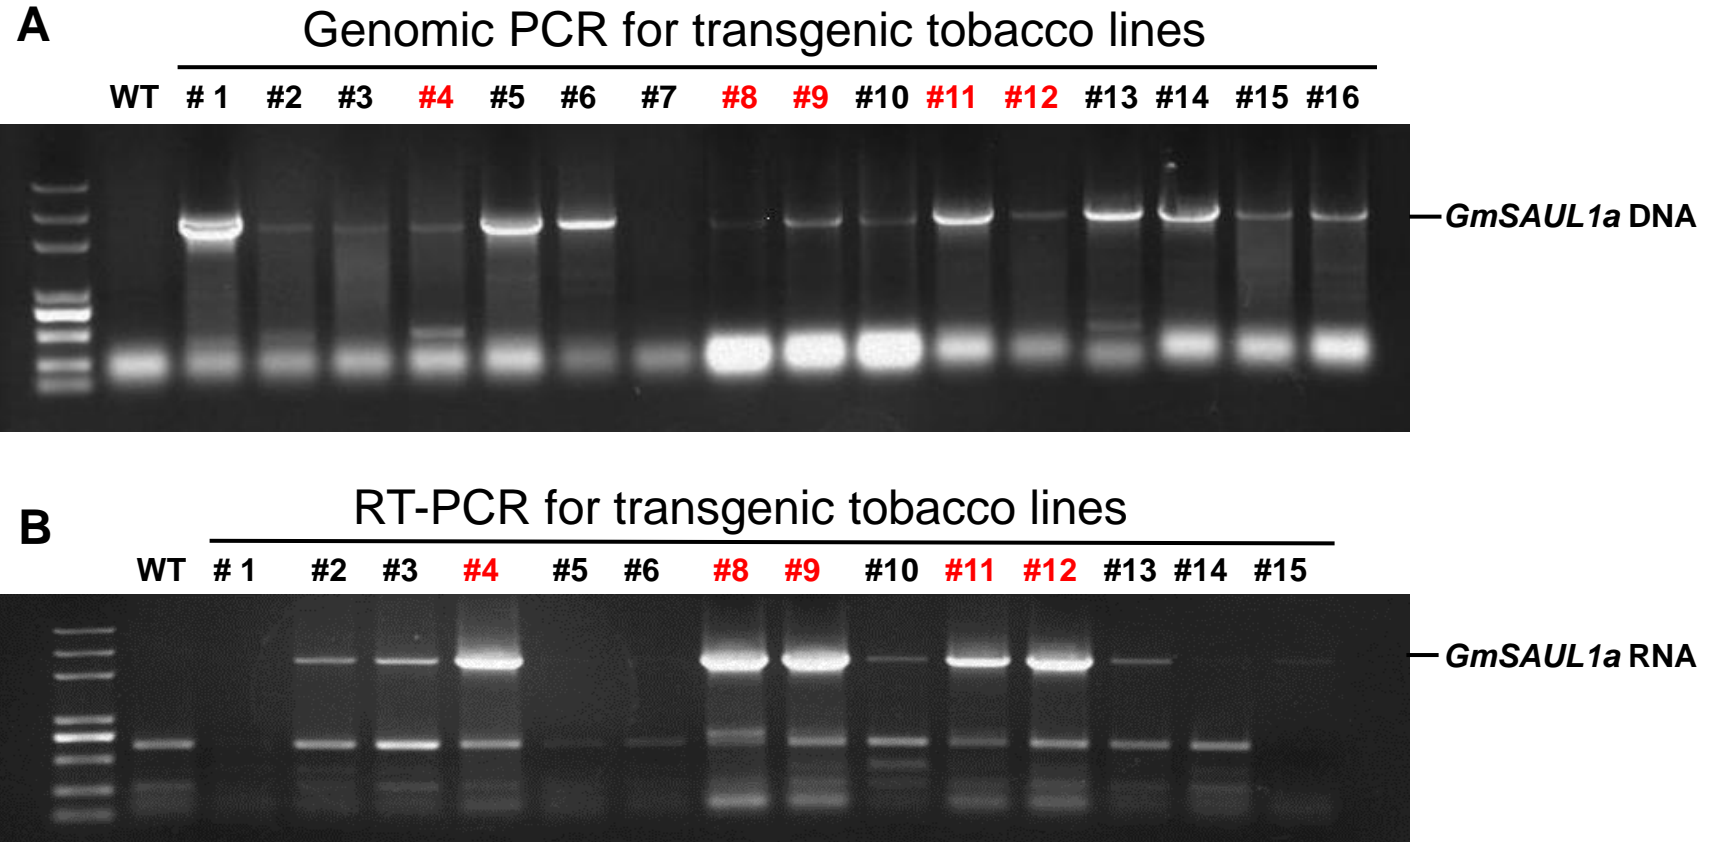 A
Genomic PCR for transgenic tobacco lines
WT # 1 #2 #3 #4 #5 #6 #7 #8 #9 #10 #11 #12 #13 #14 #15 #16
GmSAUL1a DNA
B
RT-PCR for transgenic tobacco lines
WT # 1 #2 #3 #4 #5 #6 #8 #9 #10 #11 #12 #13 #14 #15
GmSAUL1a RNA